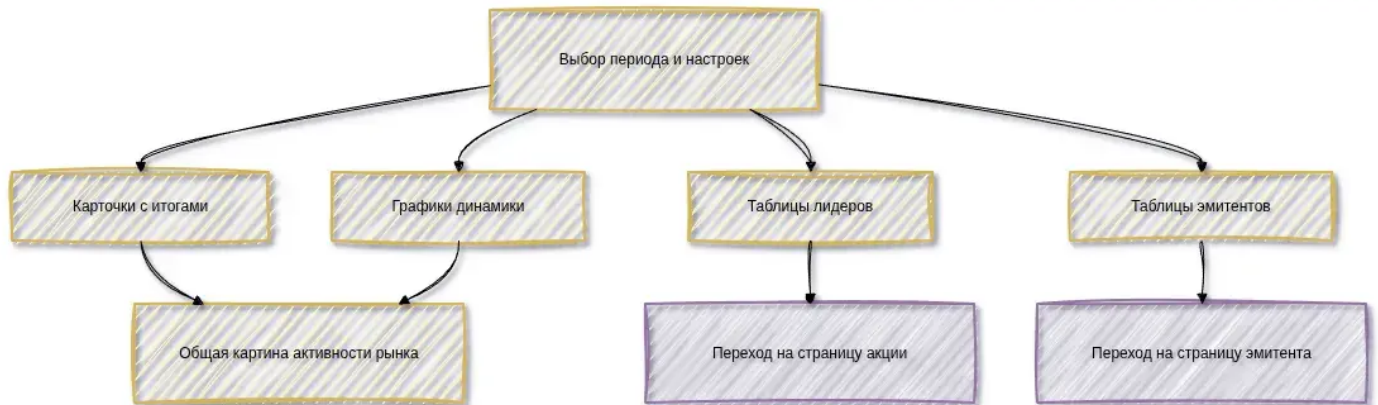 Выбор периода и настроек
Карточки с итогами
Графики динамики
Таблицы лидеров
Таблицы эмитентов
Общая картина активности рынка
Переход на страницу акции
Переход на страницу эмитента